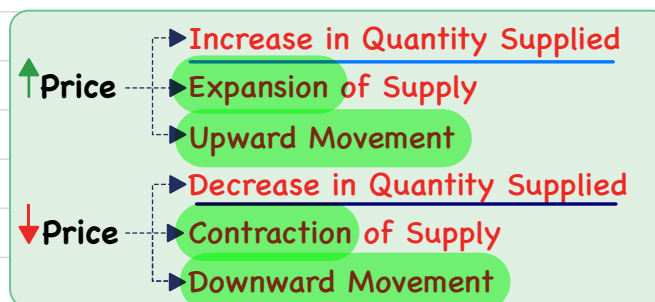 Increase in Quantity Supplied
↑Price
Expansion of Supply
Upward Movement
Decrease in Quantity Supplied
↓Price
Contraction of Supply
Downward Movement